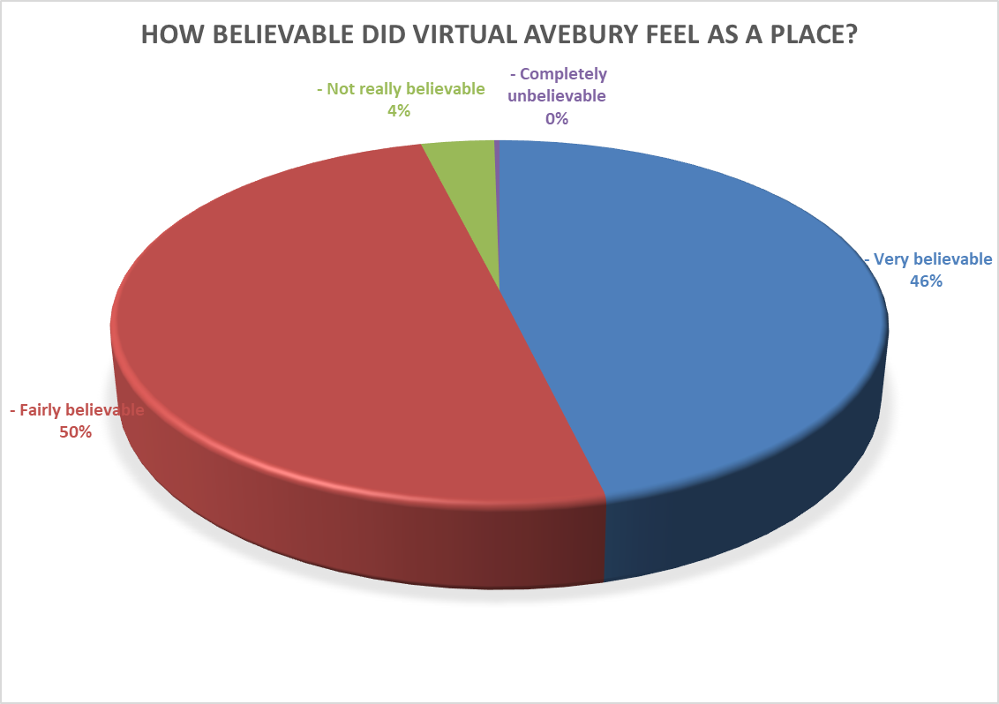 HOW BELIEVABLE DID VIRTUAL AVEBURY FEEL AS A PLACE?
- Completely
unbelievable
0%
- Not really believable
4%
- Very believable
46%
- Fairly believable
50%